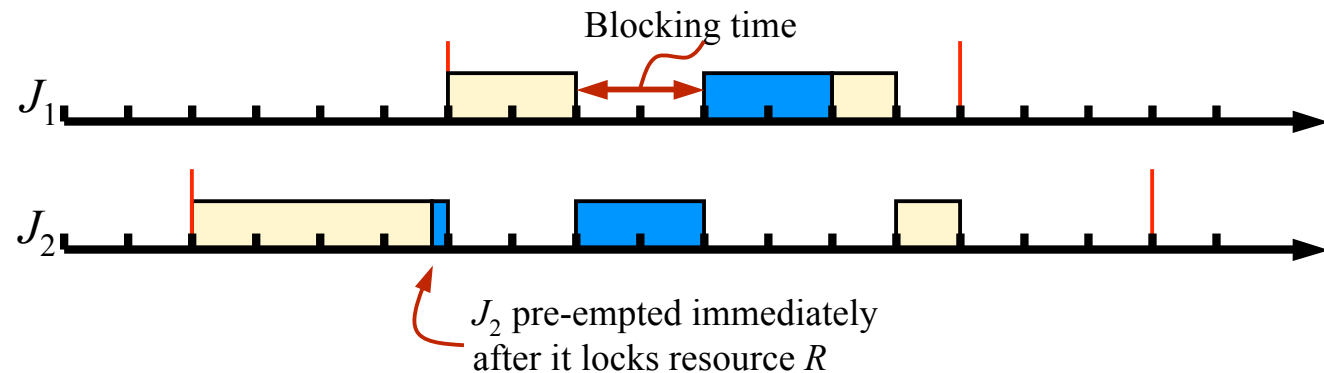 Blocking time
J₁
J₂
J₂ pre-empted immediately
after it locks resource R